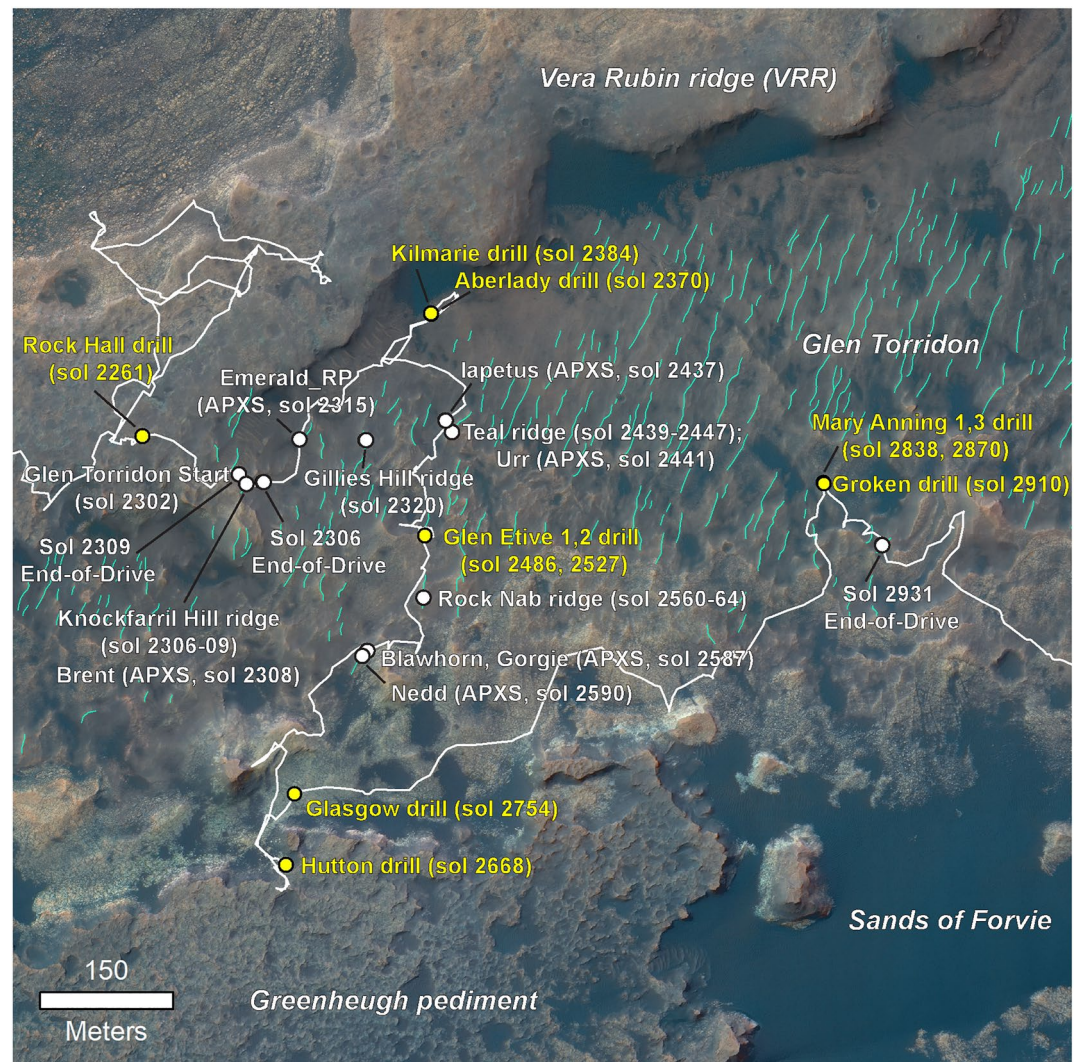 Vera Rubin ridge (VRR)
Kilmarie drill (sol 2384)
Aberlady drill (sol 2370)
Rock Hall drill
(sol 2261)
Glen Torridon
Emerald_RP
(APXS, sol 2315)
Iapetus (APXS, sol 2437)
Teal ridge (sol 2439-2447);
Urr (APXS, sol 2441)
Mary Anning 1,3 drill
(sol 2838, 2870)
Groken drill (sol 2910)
Glen Torridon Start
(sol 2302)
Gillies Hill ridge
(sol 2320)
Sol 2309
End-of-Drive
Sol 2306
End-of-Drive
Glen Etive 1,2 drill
(sol 2486, 2527)
Rock Nab ridge (sol 2560-64)
Sol 2931
End-of-Drive
Knockfarril Hill ridge
(sol 2306-09)
Brent (APXS, sol 2308)
Blawhorn, Gorgie (APXS, sol 2587)
Nedd (APXS, sol 2590)
Glasgow drill (sol 2754)
Hutton drill (sol 2668)
Sands of Forvie
150
Meters
Greenheugh pediment